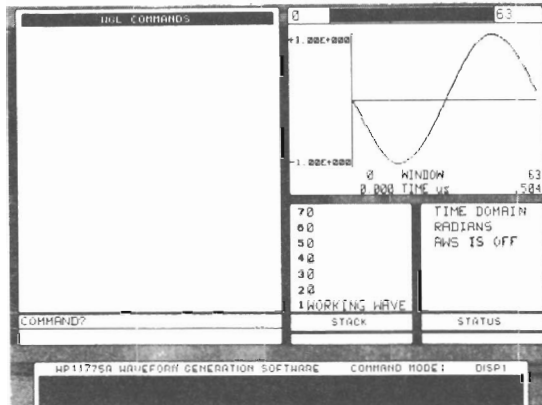 WGL COMMANDS
0 63
+1.00E+000
-1.00E+000
0 WINDOW 63
0.000 TIME us .504
7 0
6 0
5 0
4 0
3 0
2 0
1 WORKING WAVE
TIME DOMAIN
RADIANS
AWS IS OFF
COMMAND?
STACK
STATUS
HP11775A WAVEFORM GENERATION SOFTWARE COMMAND MODE: DISP1